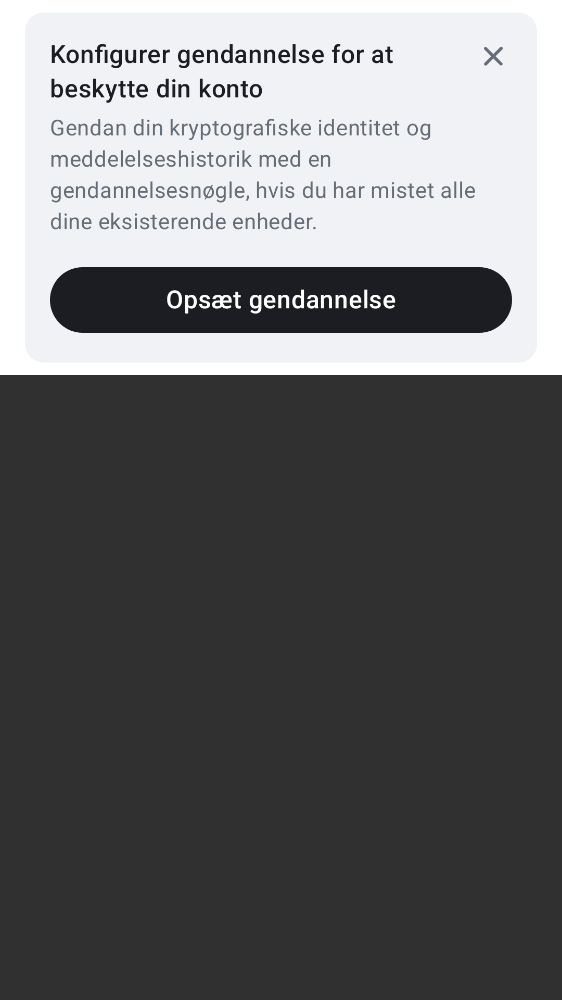 Konfigurer gendannelse for at
beskytte din konto
Gendan din kryptografiske identitet og
meddelelseshistorik med en
gendannelsesnøgle, hvis du har mistet alle
dine eksisterende enheder.
Opsæt gendannelse